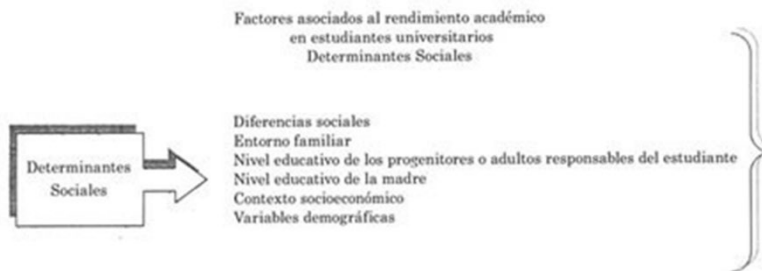 Factores asociados al rendimiento académico
en estudiantes universitarios
Determinantes Sociales
Determinantes
Sociales
Diferencias sociales
Entorno familiar
Nivel educativo de los progenitores o adultos responsables del estudiante
Nivel educativo de la madre
Contexto socioeconómico
Variables demográficas